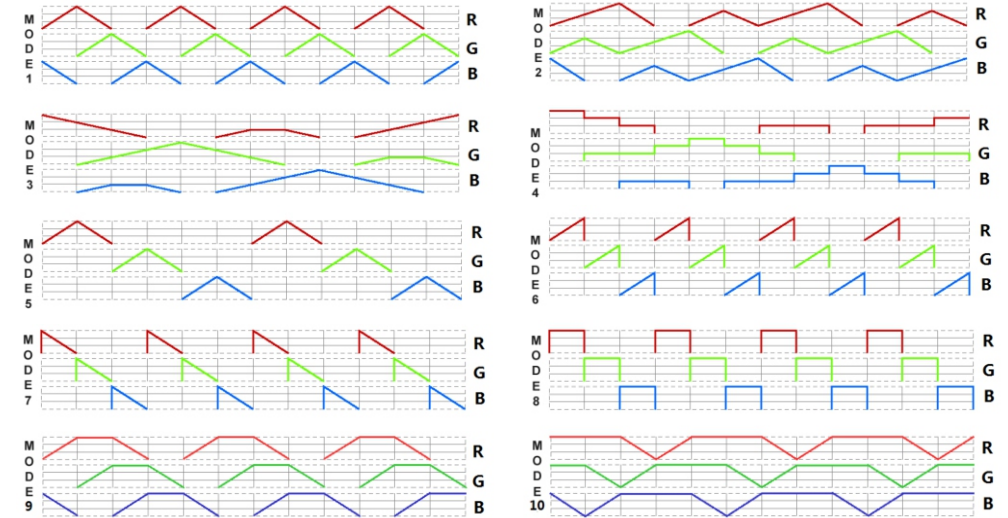 MODE 1 R G B
MODE 2 R G B
MODE 3 R G B
MODE 4 R G B
MODE 5 R G B
MODE 6 R G B
MODE 7 R G B
MODE 8 R G B
MODE 9 R G B
MODE 10 R G B